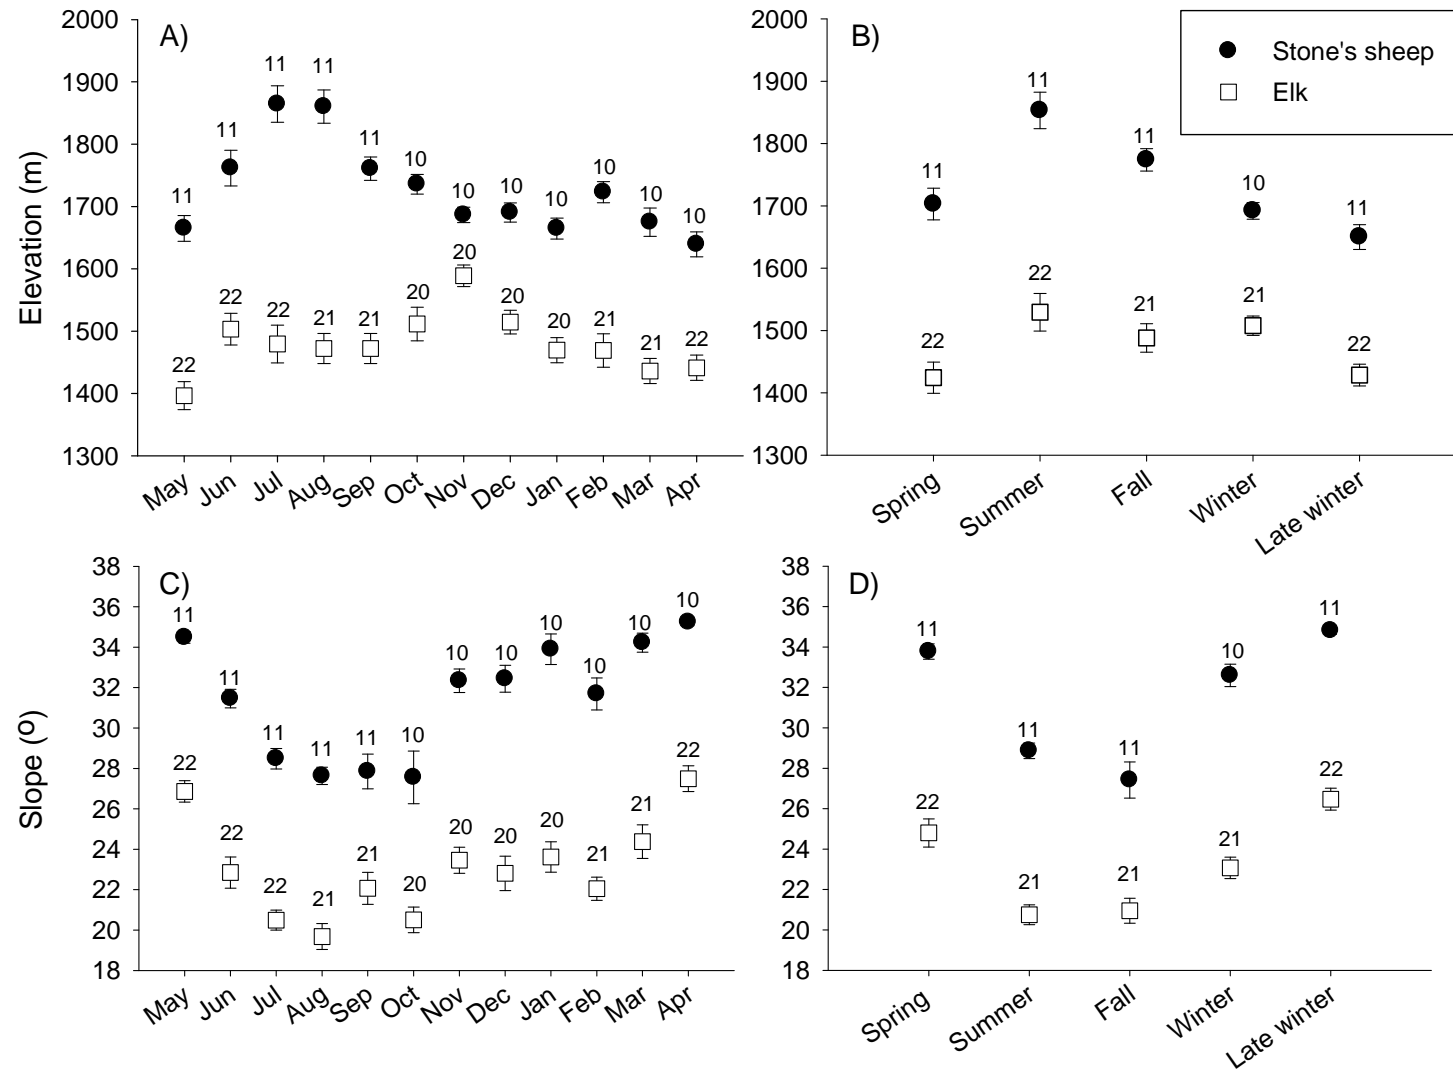 A)
Elevation (m)
2000
1900
1800
1700
1600
1500
1400
1300
11
11
11
11
11
10
10
10
10
10
10
10
22
22
22
21
21
20
20
20
20
21
21
22
May
Jun
Jul
Aug
Sep
Oct
Nov
Dec
Jan
Feb
Mar
Apr
B)
Stone's sheep
Elk
2000
1900
1800
1700
1600
1500
1400
1300
11
11
11
10
11
22
22
21
21
22
Spring
Summer
Fall
Winter
Late winter
C)
Slope (º)
38
36
34
32
30
28
26
24
22
20
18
11
11
11
11
11
10
10
10
10
10
10
10
22
22
22
21
21
20
20
20
20
21
21
22
May
Jun
Jul
Aug
Sep
Oct
Nov
Dec
Jan
Feb
Mar
Apr
D)
38
36
34
32
30
28
26
24
22
20
18
11
11
11
10
11
22
21
21
21
22
Spring
Summer
Fall
Winter
Late winter